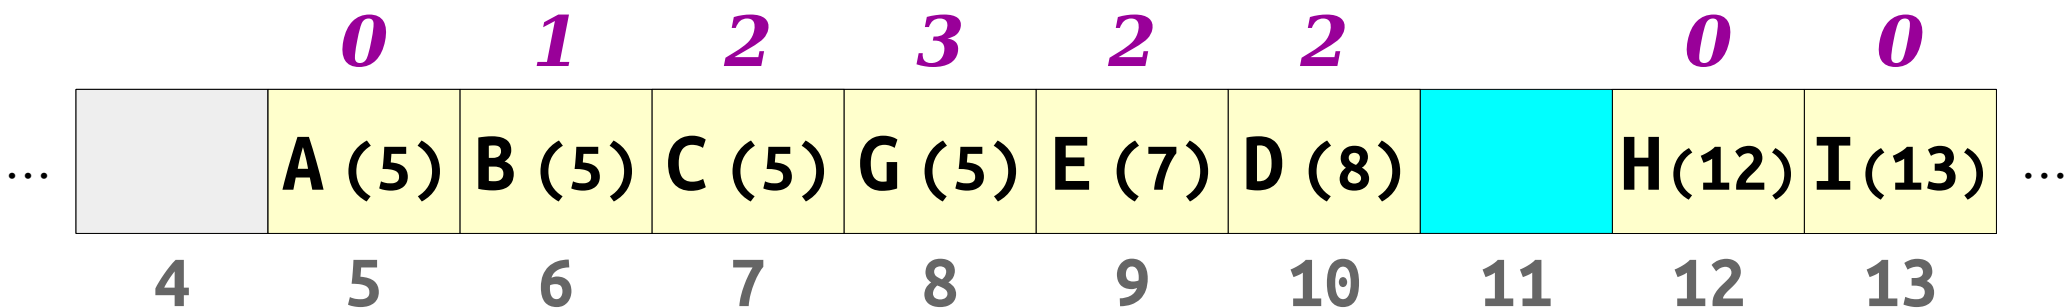 0 1 2 3 2 2 0 0
... A (5) B (5) C (5) G (5) E (7) D (8) H(12) I(13) ...
4 5 6 7 8 9 10 11 12 13